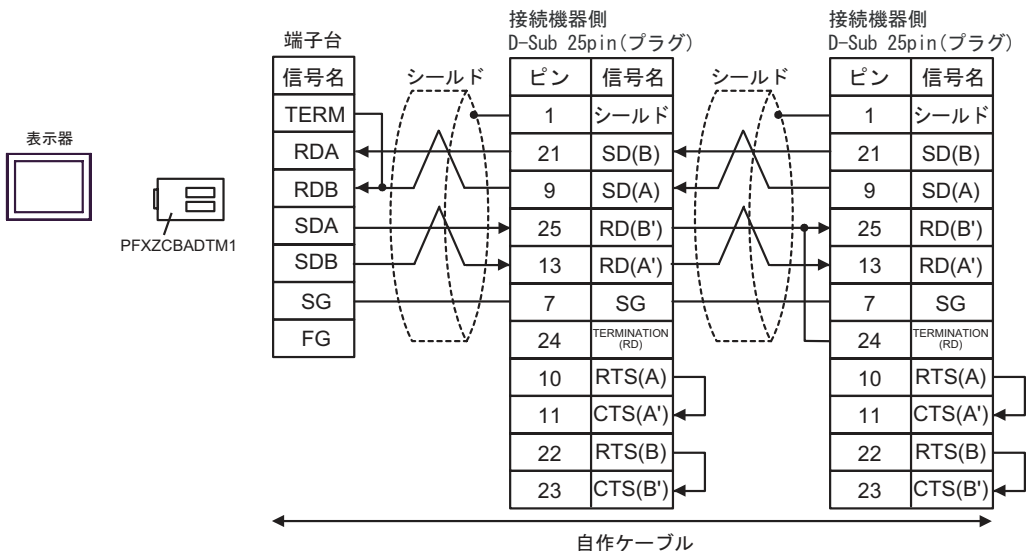 表示器
PFXZCBADTM1
端子台
信号名
TERM
RDA
RDB
SDA
SDB
SG
FG
シールド
接続機器側
D-Sub 25pin(プラグ)
ピン 信号名
1 シールド
21 SD(B)
9 SD(A)
25 RD(B')
13 RD(A')
7 SG
24 TERMINATION
(RD)
10 RTS(A)
11 CTS(A')
22 RTS(B)
23 CTS(B')
シールド
接続機器側
D-Sub 25pin(プラグ)
ピン 信号名
1 シールド
21 SD(B)
9 SD(A)
25 RD(B')
13 RD(A')
7 SG
24 TERMINATION
(RD)
10 RTS(A)
11 CTS(A')
22 RTS(B)
23 CTS(B')
自作ケーブル